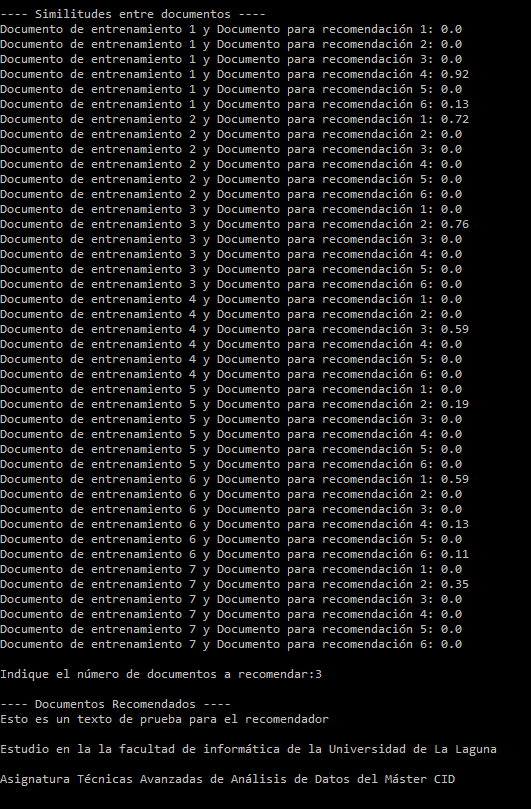 ---- Similitudes entre documentos ----
Documento de entrenamiento 1 y Documento para recomendación 1: 0.0
Documento de entrenamiento 1 y Documento para recomendación 2: 0.0
Documento de entrenamiento 1 y Documento para recomendación 3: 0.0
Documento de entrenamiento 1 y Documento para recomendación 4: 0.92
Documento de entrenamiento 1 y Documento para recomendación 5: 0.0
Documento de entrenamiento 1 y Documento para recomendación 6: 0.13
Documento de entrenamiento 2 y Documento para recomendación 1: 0.72
Documento de entrenamiento 2 y Documento para recomendación 2: 0.0
Documento de entrenamiento 2 y Documento para recomendación 3: 0.0
Documento de entrenamiento 2 y Documento para recomendación 4: 0.0
Documento de entrenamiento 2 y Documento para recomendación 5: 0.0
Documento de entrenamiento 2 y Documento para recomendación 6: 0.0
Documento de entrenamiento 3 y Documento para recomendación 1: 0.0
Documento de entrenamiento 3 y Documento para recomendación 2: 0.76
Documento de entrenamiento 3 y Documento para recomendación 3: 0.0
Documento de entrenamiento 3 y Documento para recomendación 4: 0.0
Documento de entrenamiento 3 y Documento para recomendación 5: 0.0
Documento de entrenamiento 3 y Documento para recomendación 6: 0.0
Documento de entrenamiento 4 y Documento para recomendación 1: 0.0
Documento de entrenamiento 4 y Documento para recomendación 2: 0.0
Documento de entrenamiento 4 y Documento para recomendación 3: 0.59
Documento de entrenamiento 4 y Documento para recomendación 4: 0.0
Documento de entrenamiento 4 y Documento para recomendación 5: 0.0
Documento de entrenamiento 4 y Documento para recomendación 6: 0.0
Documento de entrenamiento 5 y Documento para recomendación 1: 0.0
Documento de entrenamiento 5 y Documento para recomendación 2: 0.19
Documento de entrenamiento 5 y Documento para recomendación 3: 0.0
Documento de entrenamiento 5 y Documento para recomendación 4: 0.0
Documento de entrenamiento 5 y Documento para recomendación 5: 0.0
Documento de entrenamiento 5 y Documento para recomendación 6: 0.0
Documento de entrenamiento 6 y Documento para recomendación 1: 0.59
Documento de entrenamiento 6 y Documento para recomendación 2: 0.0
Documento de entrenamiento 6 y Documento para recomendación 3: 0.0
Documento de entrenamiento 6 y Documento para recomendación 4: 0.13
Documento de entrenamiento 6 y Documento para recomendación 5: 0.0
Documento de entrenamiento 6 y Documento para recomendación 6: 0.11
Documento de entrenamiento 7 y Documento para recomendación 1: 0.0
Documento de entrenamiento 7 y Documento para recomendación 2: 0.35
Documento de entrenamiento 7 y Documento para recomendación 3: 0.0
Documento de entrenamiento 7 y Documento para recomendación 4: 0.0
Documento de entrenamiento 7 y Documento para recomendación 5: 0.0
Documento de entrenamiento 7 y Documento para recomendación 6: 0.0
Indique el número de documentos a recomendar:3
---- Documentos Recomendados ----
Esto es un texto de prueba para el recomendador
Estudio en la la facultad de informática de la Universidad de La Laguna
Asignatura Técnicas Avanzadas de Análisis de Datos del Máster CID